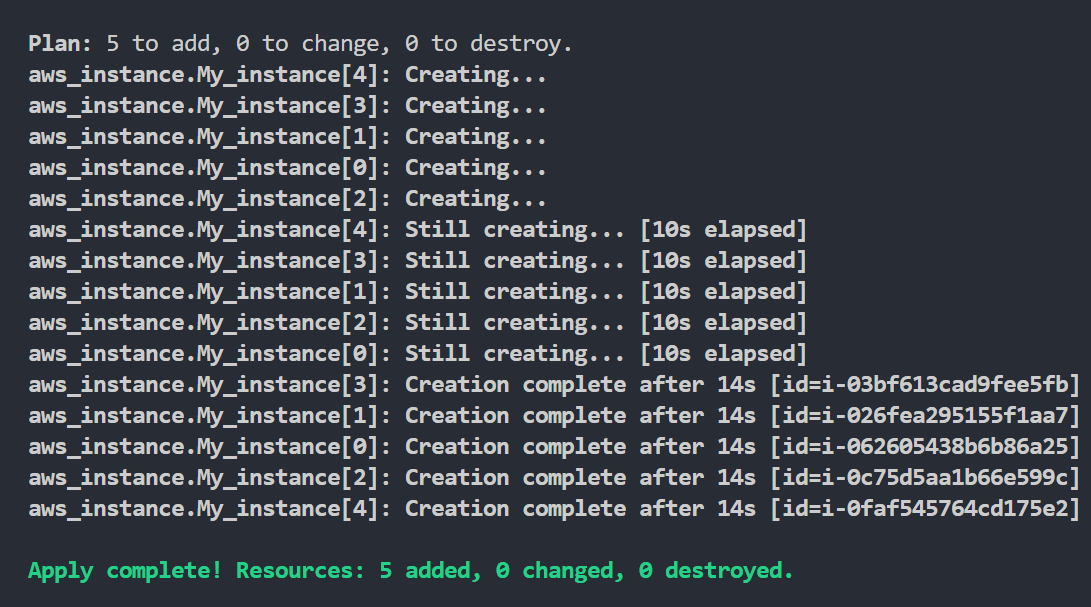 Plan: 5 to add, 0 to change, 0 to destroy.
aws_instance.My_instance[4]: Creating...
aws_instance.My_instance[3]: Creating...
aws_instance.My_instance[1]: Creating...
aws_instance.My_instance[0]: Creating...
aws_instance.My_instance[2]: Creating...
aws_instance.My_instance[4]: Still creating... [10s elapsed]
aws_instance.My_instance[3]: Still creating... [10s elapsed]
aws_instance.My_instance[1]: Still creating... [10s elapsed]
aws_instance.My_instance[2]: Still creating... [10s elapsed]
aws_instance.My_instance[0]: Still creating... [10s elapsed]
aws_instance.My_instance[3]: Creation complete after 14s [id=i-03bf613cad9fee5fb]
aws_instance.My_instance[1]: Creation complete after 14s [id=i-026fea295155f1aa7]
aws_instance.My_instance[0]: Creation complete after 14s [id=i-062605438b6b86a25]
aws_instance.My_instance[2]: Creation complete after 14s [id=i-0c75d5aa1b66e599c]
aws_instance.My_instance[4]: Creation complete after 14s [id=i-0faf545764cd175e2]
Apply complete! Resources: 5 added, 0 changed, 0 destroyed.